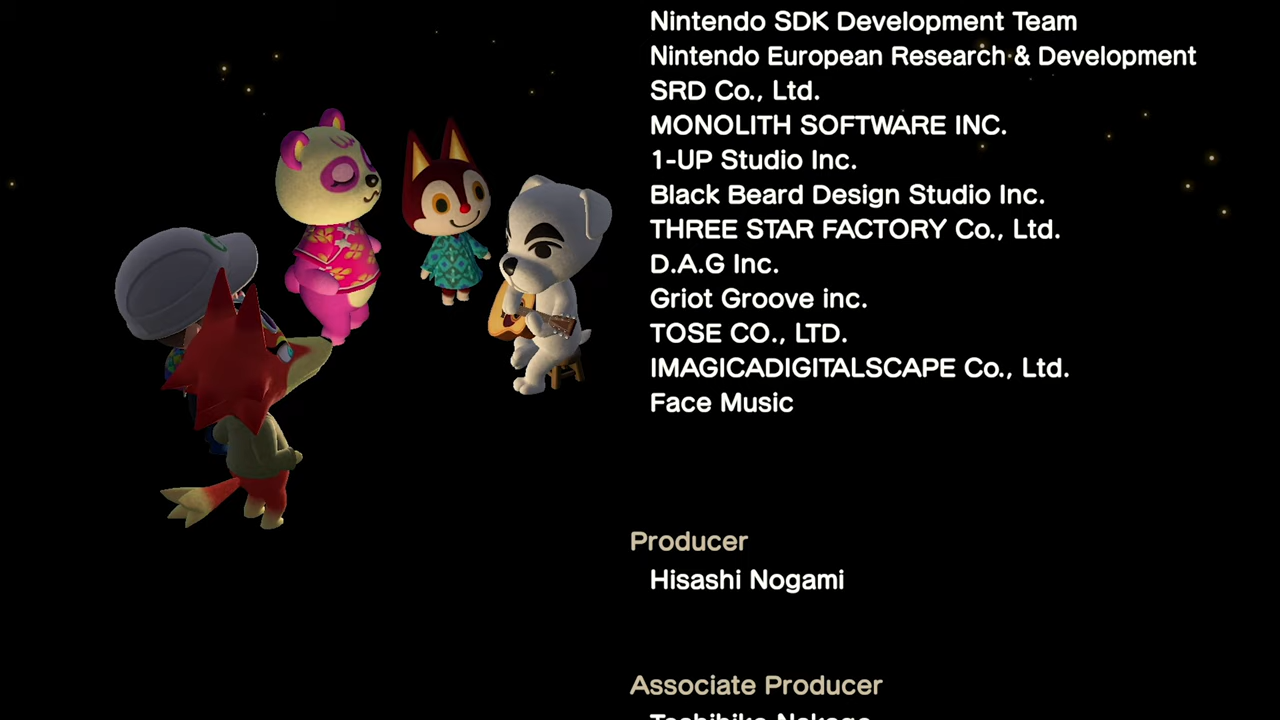 Nintendo SDK Development Team
Nintendo European Research & Development
SRD Co., Ltd.
MONOLITH SOFTWARE INC.
1-UP Studio Inc.
Black Beard Design Studio Inc.
THREE STAR FACTORY Co., Ltd.
D.A.G Inc.
Griot Groove inc.
TOSE CO., LTD.
IMAGICADIGITALSCAPE Co., Ltd.
Face Music
Producer
Hisashi Nogami
Associate Producer